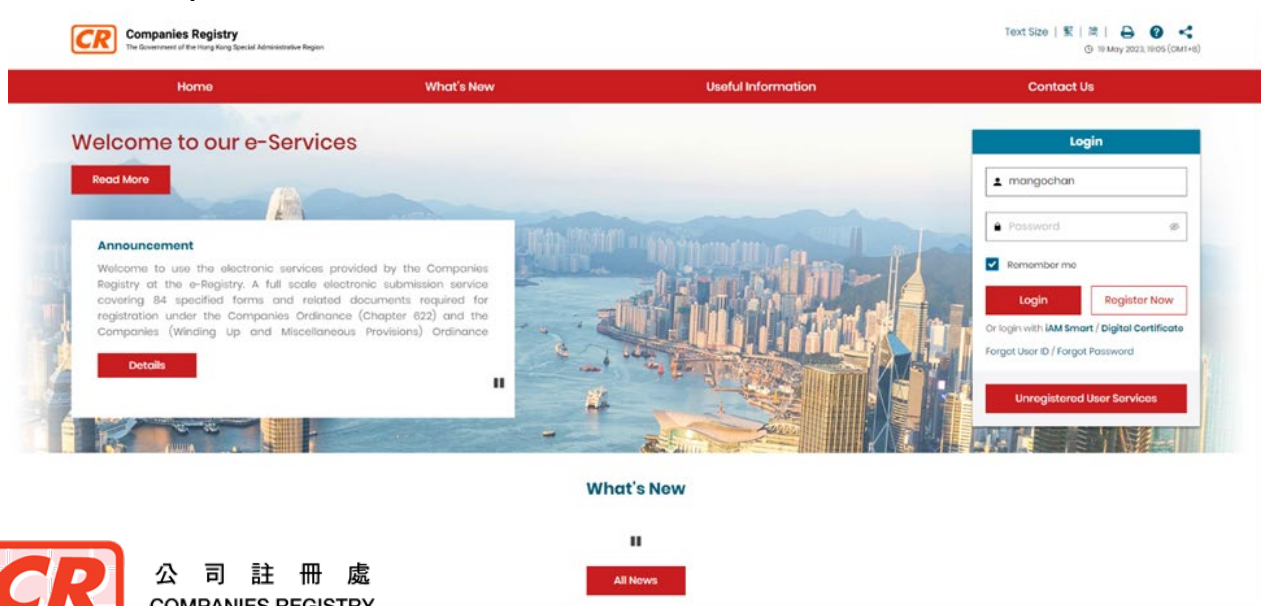 CR
Companies Registry
The Government of the Hong Kong Special Administrative Region
Text Size | 繁 | 简 |
19 May 2023, 19:05 (GMT+8)
Home
What's New
Useful Information
Contact Us
Welcome to our e-Services
Read More
Announcement
Welcome to use the electronic services provided by the Companies
Registry at the e-Registry. A full scale electronic submission service
covering 84 specified forms and related documents required for
registration under the Companies Ordinance (Chapter 622) and the
Companies (Winding Up and Miscellaneous Provisions) Ordinance
Details
Login
mangochan
Password
Remember me
Login
Register Now
Or login with iAM Smart / Digital Certificate
Forgot User ID / Forgot Password
Unregistered User Services
What's New
All News
CR
公司註冊處
COMPANIES REGISTRY